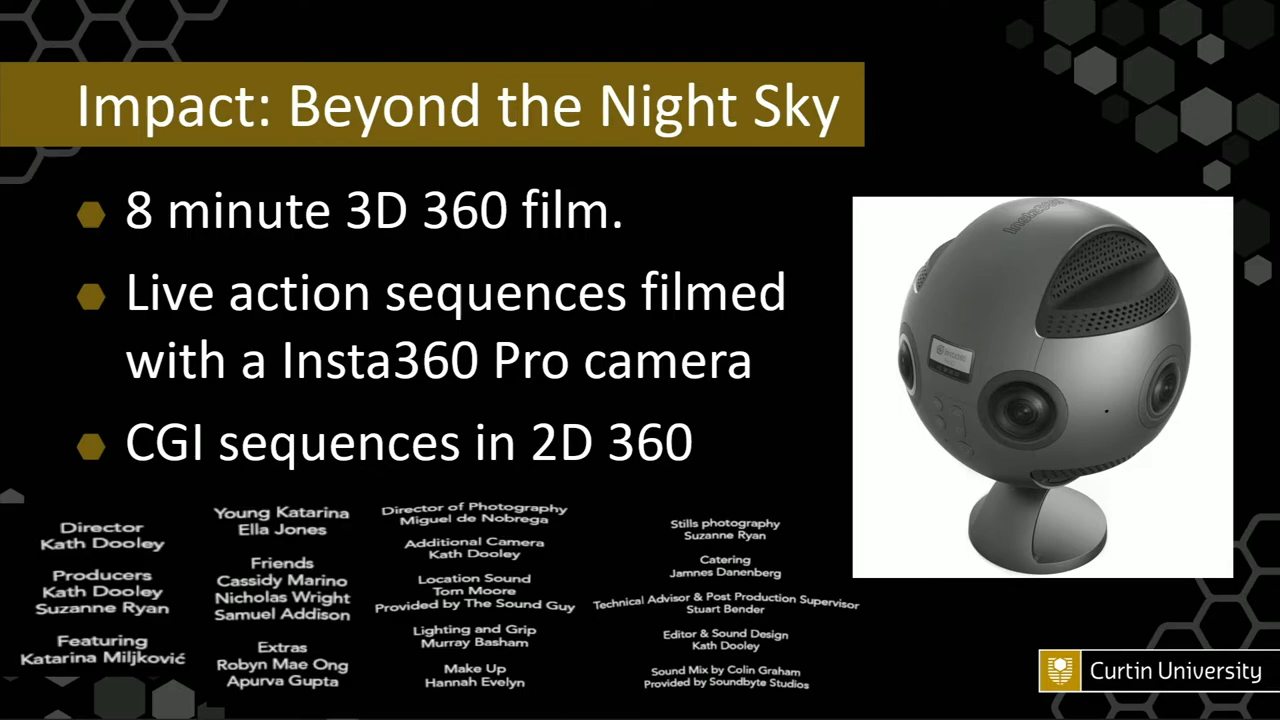 Impact: Beyond the Night Sky
8 minute 3D 360 film.
Live action sequences filmed
with a Insta360 Pro camera
CGI sequences in 2D 360
Director
Kath Dooley
Producers
Kath Dooley
Suzanne Ryan
Featuring
Katarina Miljković
Young Katarina
Ella Jones
Friends
Cassidy Marino
Nicholas Wright
Samuel Addison
Extras
Robyn Mae Ong
Apurva Gupta
Director of Photography
Miguel de Nobrega
Additional Camera
Kath Dooley
Location Sound
Tom Moore
Provided by The Sound Guy
Lighting and Grip
Murray Basham
Make Up
Hannah Evelyn
Stills photography
Suzanne Ryan
Catering
Jamnes Danenberg
Technical Advisor & Post Production Supervisor
Stuart Bender
Editor & Sound Design
Kath Dooley
Sound Mix by Colin Graham
Provided by Soundbyte Studios
Insta360
Curtin University